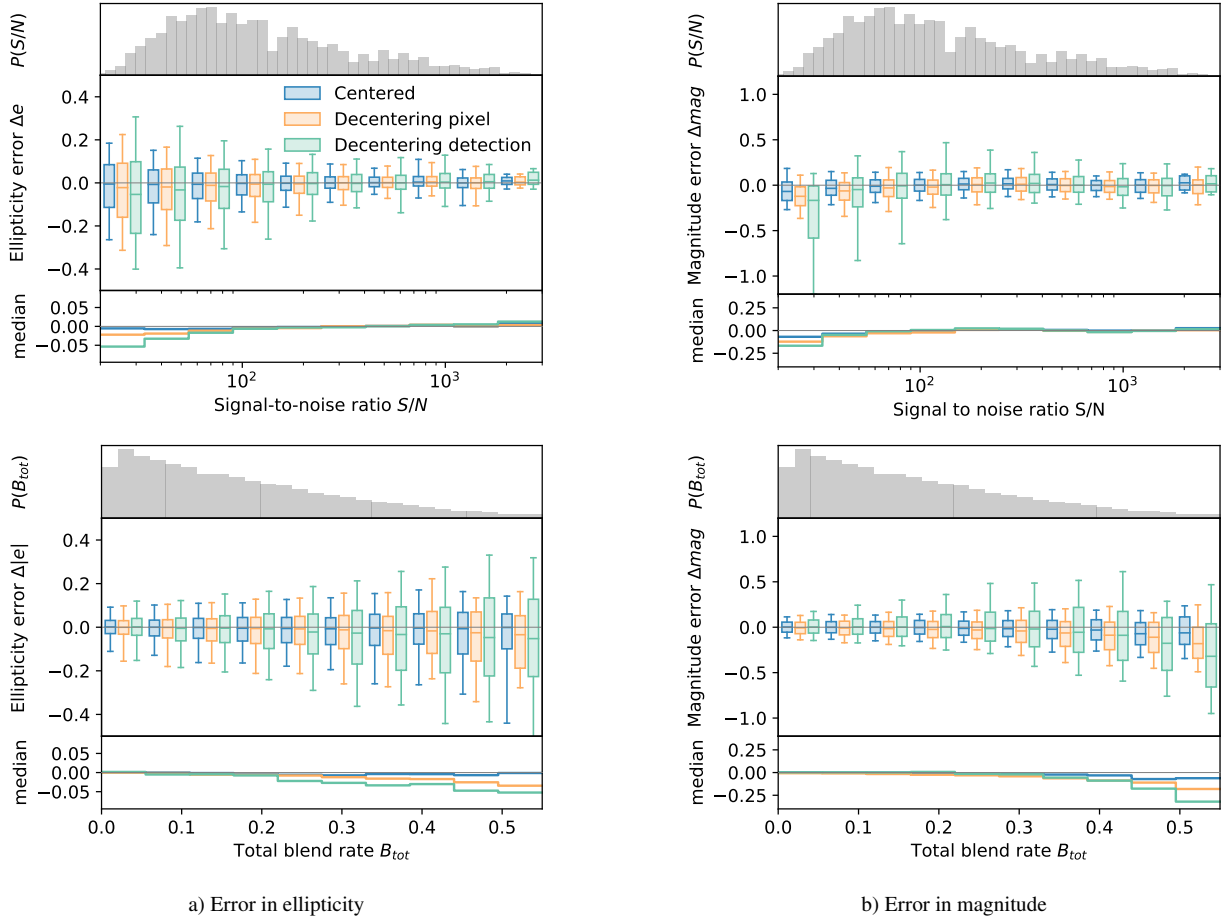 P(S/N)
0.4
0.2
0.0
−0.2
−0.4
Ellipticity error Δe
Centered
Decentering pixel
Decentering detection
0.05
0.00
−0.05
median
10²
10³
Signal-to-noise ratio S/N
P(S/N)
1.0
0.5
0.0
−0.5
−1.0
Magnitude error Δmag
0.25
0.00
−0.25
median
10²
10³
Signal to noise ratio S/N
P(B_tot)
0.4
0.2
0.0
−0.2
−0.4
Ellipticity error Δ|e|
0.05
0.00
−0.05
median
0.0 0.1 0.2 0.3 0.4 0.5
Total blend rate B_tot
P(B_tot)
1.0
0.5
0.0
−0.5
−1.0
Magnitude error Δmag
0.25
0.00
−0.25
median
0.0 0.1 0.2 0.3 0.4 0.5
Total blend rate B_tot
a) Error in ellipticity
b) Error in magnitude